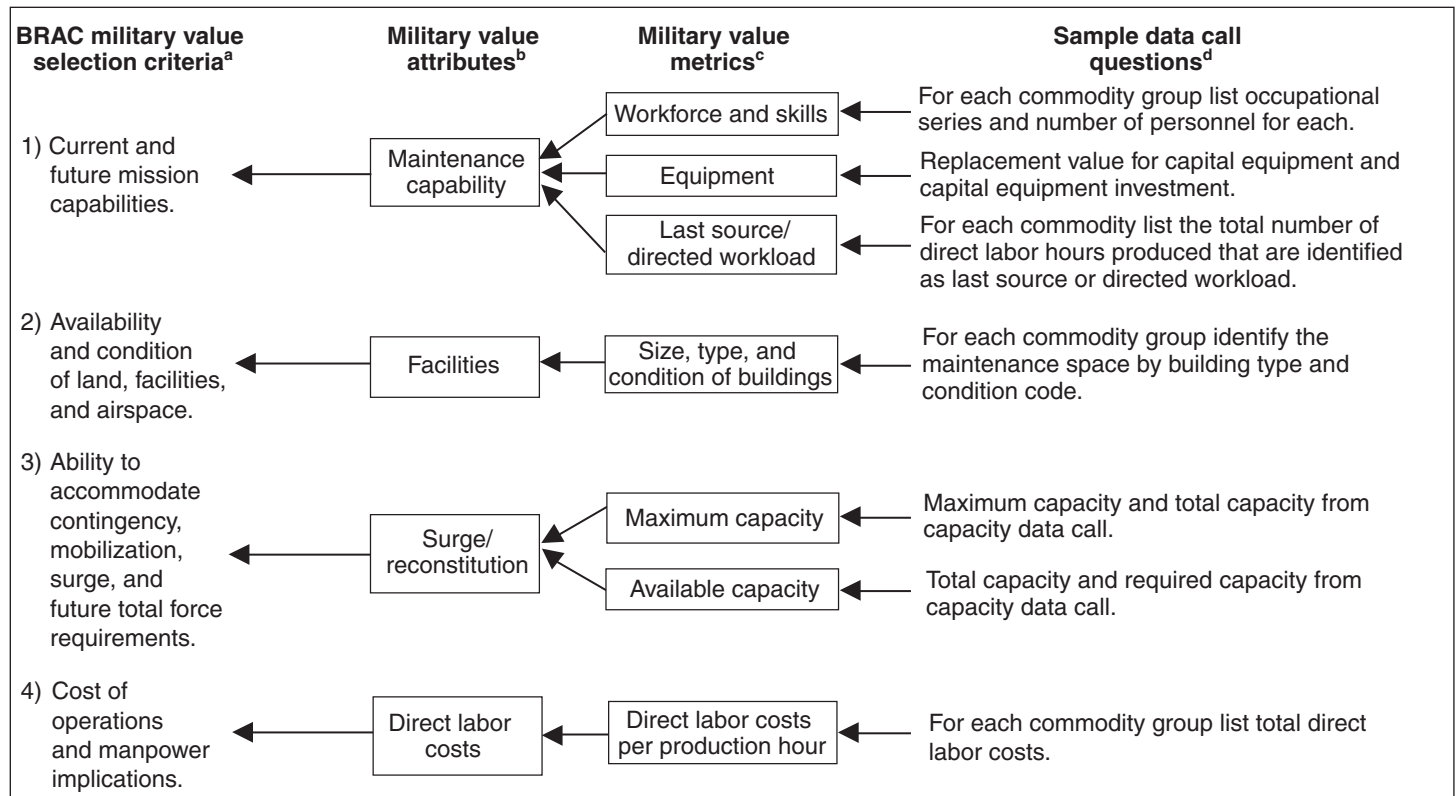 BRAC military value
selection criteriaa
Military value
attributesb
Military value
metricsc
Sample data call
questionsd
1) Current and
future mission
capabilities.
Maintenance
capability
Workforce and skills
For each commodity group list occupational
series and number of personnel for each.
Equipment
Replacement value for capital equipment and
capital equipment investment.
Last source/
directed workload
For each commodity list the total number of
direct labor hours produced that are identified
as last source or directed workload.
2) Availability
and condition
of land, facilities,
and airspace.
Facilities
Size, type, and
condition of buildings
For each commodity group identify the
maintenance space by building type and
condition code.
3) Ability to
accommodate
contingency,
mobilization,
surge, and
future total force
requirements.
Surge/
reconstitution
Maximum capacity
Maximum capacity and total capacity from
capacity data call.
Available capacity
Total capacity and required capacity from
capacity data call.
4) Cost of
operations
and manpower
implications.
Direct labor
costs
Direct labor costs
per production hour
For each commodity group list total direct
labor costs.